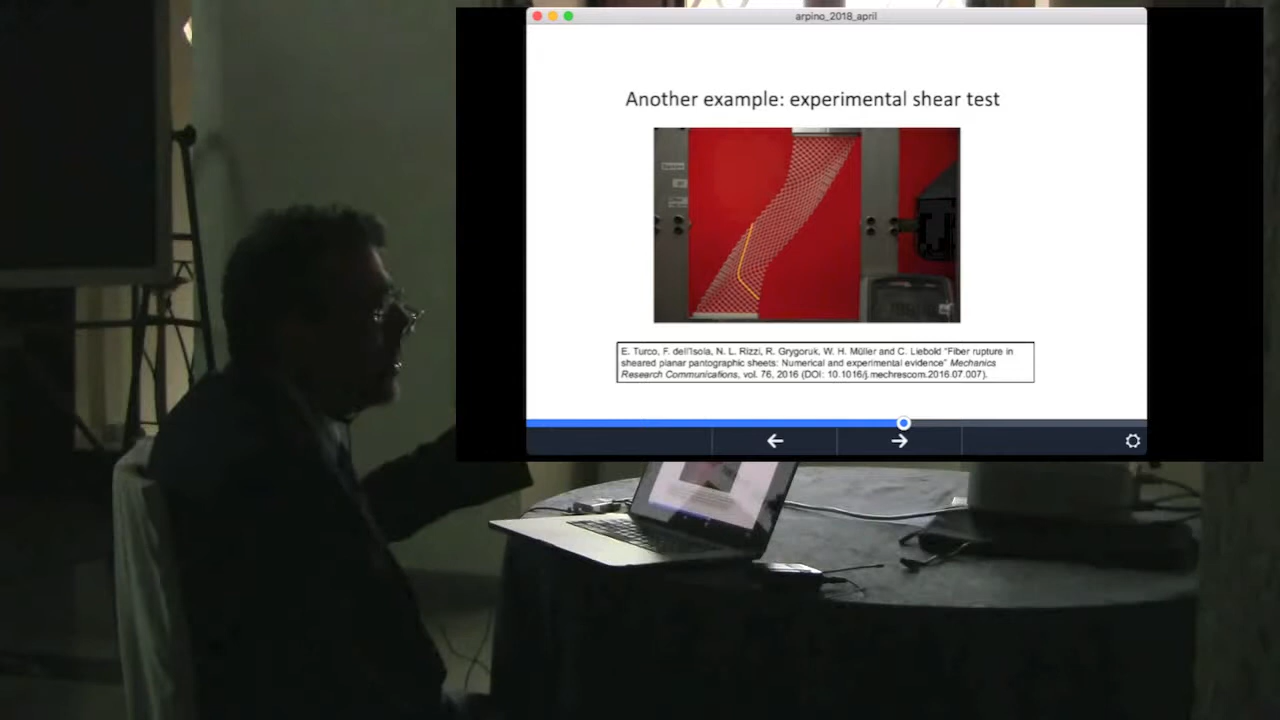 arpino_2018_april
Another example: experimental shear test
E. Turco, F. dell'Isola, N. L. Rizzi, R. Grygoruk, W. H. Müller and C. Liebold "Fiber rupture in
sheared planar pantographic sheets: Numerical and experimental evidence" Mechanics
Research Communications, vol. 76, 2016 (DOI: 10.1016/j.mechrescom.2016.07.007).